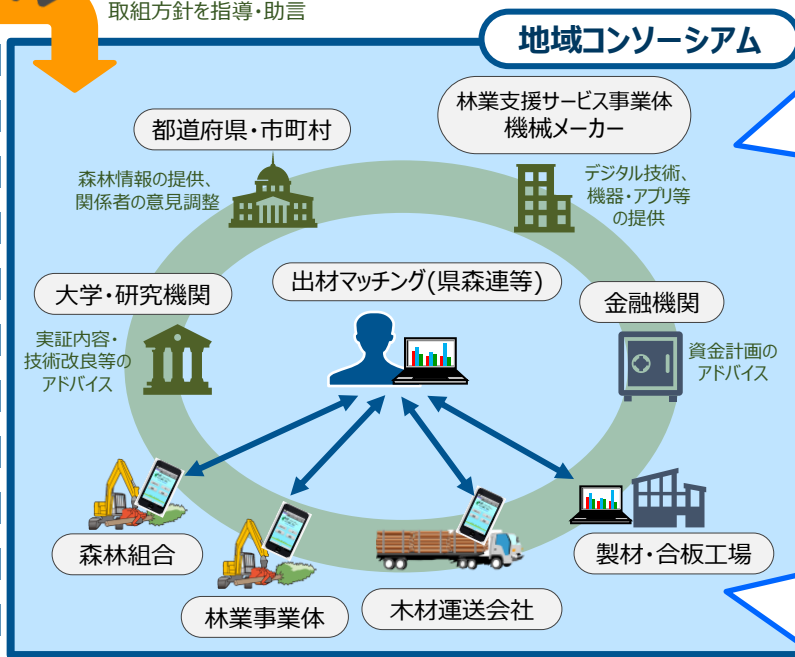 取組方針を指導・助言
地域コンソーシアム
林業支援サービス事業体
機械メーカー
都道府県・市町村
森林情報の提供、
関係者の意見調整
デジタル技術、
機器・アプリ等
の提供
出材マッチング(県森連等)
大学・研究機関
金融機関
実証内容・
技術改良等の
アドバイス
資金計画の
アドバイス
森林組合
製材・合板工場
林業事業体
木材運送会社